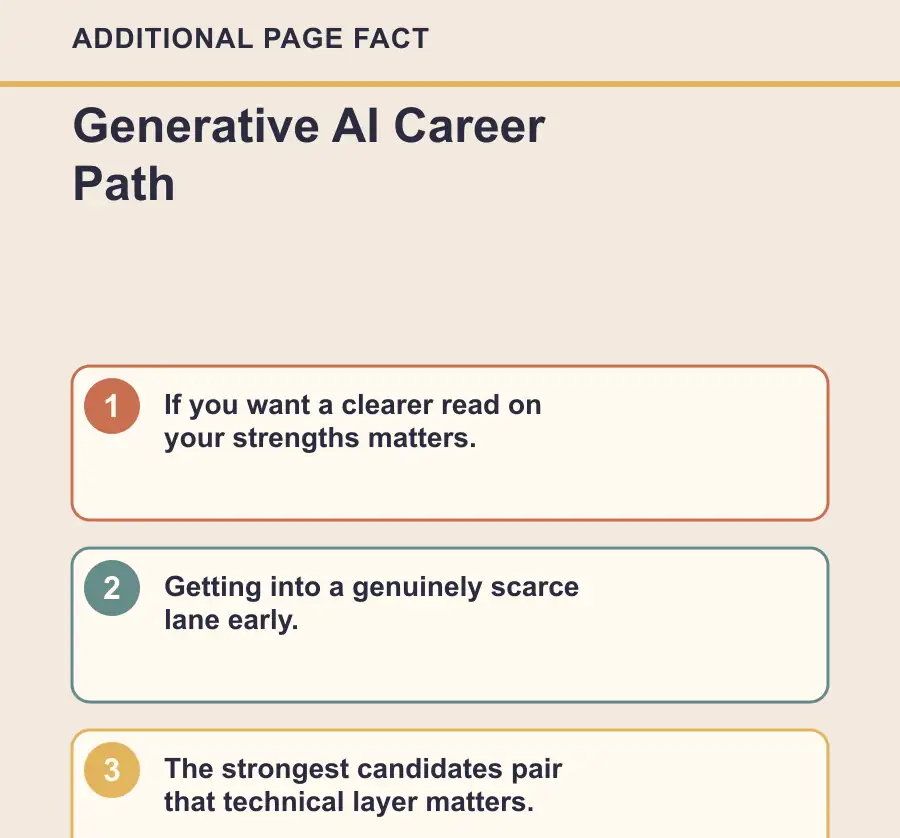 ADDITIONAL PAGE FACT
Generative AI Career
Path
1
If you want a clearer read on
your strengths matters.
2
Getting into a genuinely scarce
lane early.
3
The strongest candidates pair
that technical layer matters.